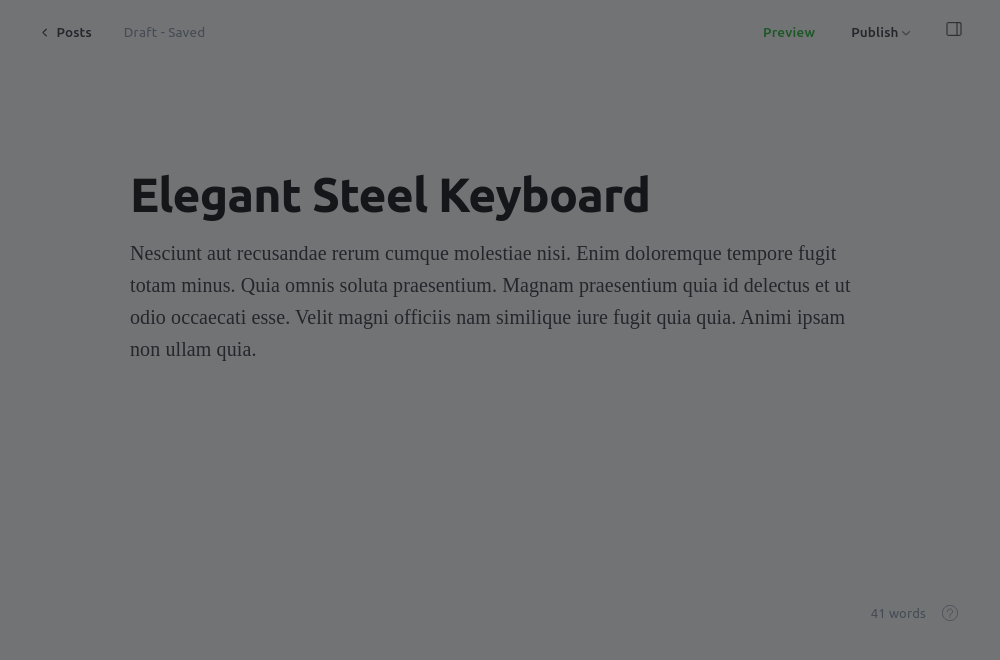 Posts
Draft - Saved
Preview
Publish
Elegant Steel Keyboard
Nesciunt aut recusandae rerum cumque molestiae nisi. Enim doloremque tempore fugit
totam minus. Quia omnis soluta praesentium. Magnam praesentium quia id delectus et ut
odio occaecati esse. Velit magni officiis nam similique iure fugit quia quia. Animi ipsam
non ullam quia.
41 words
?